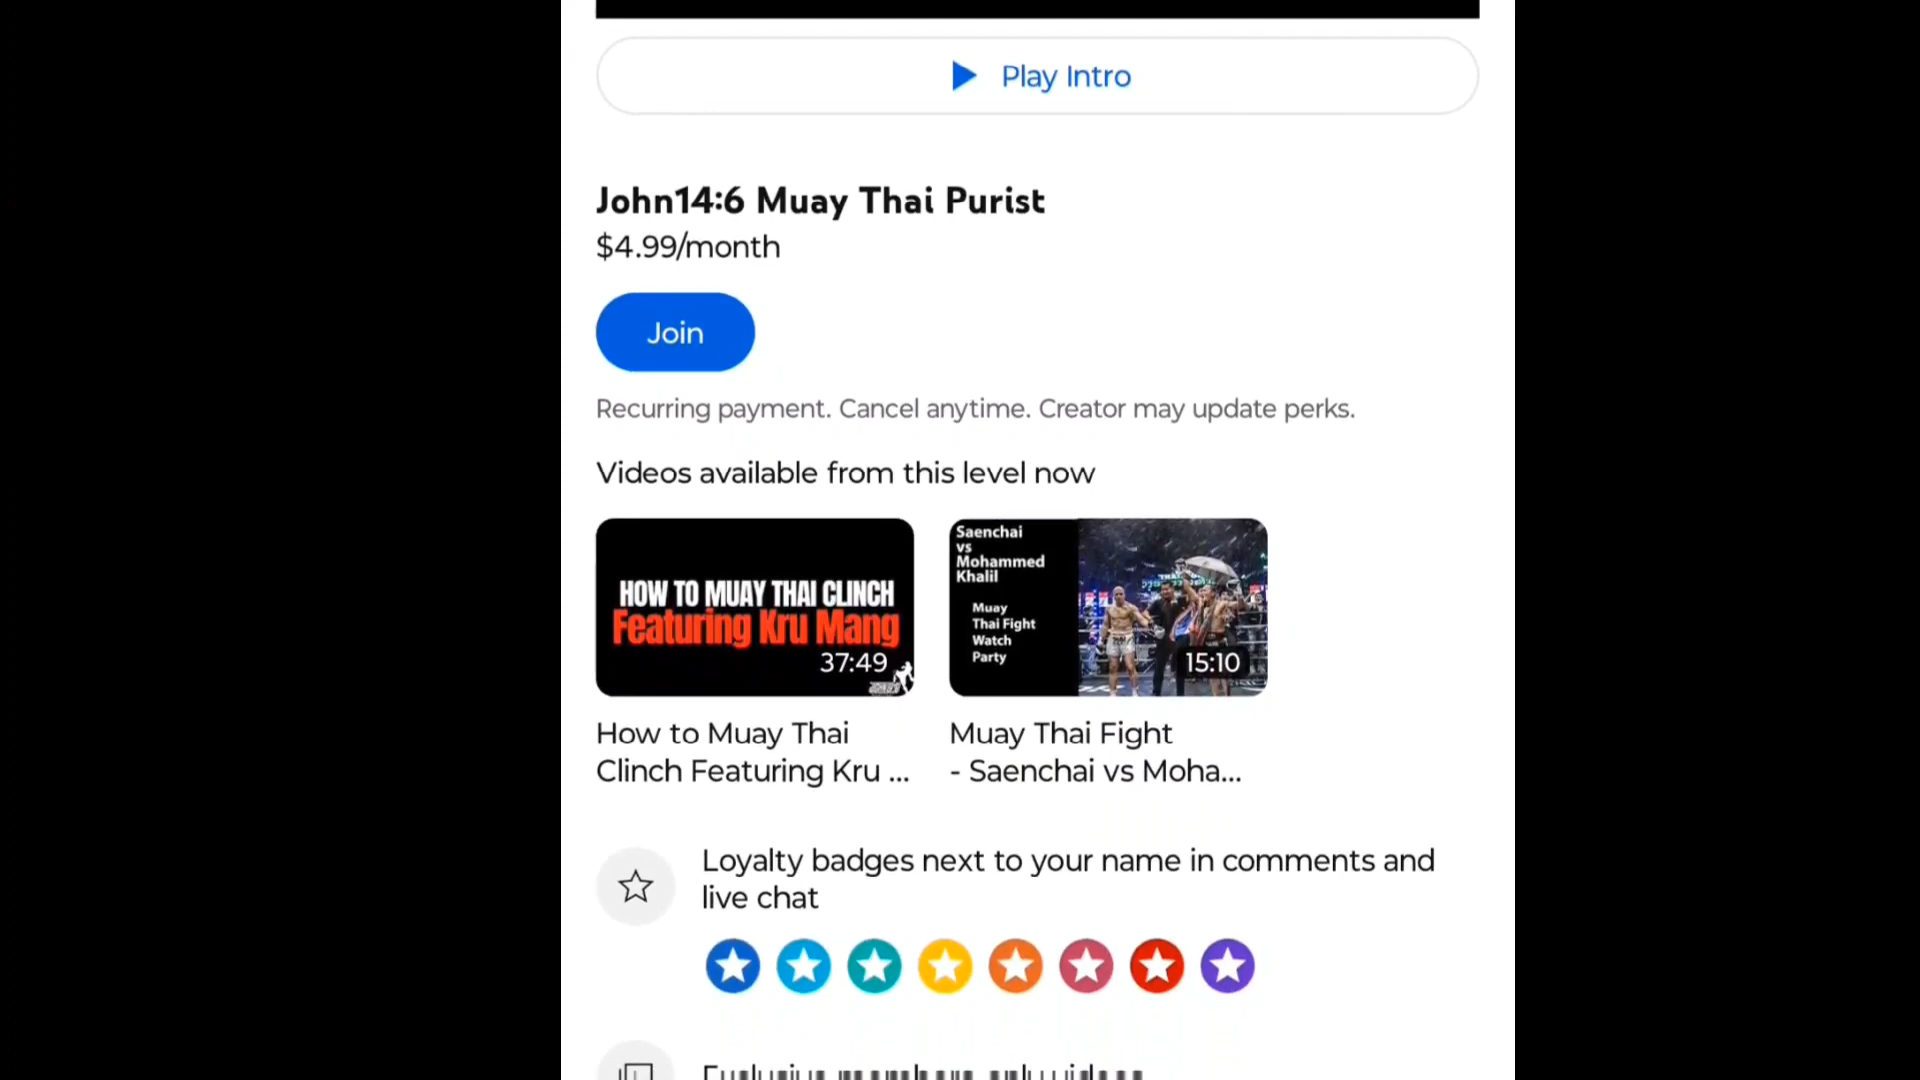 Play Intro
John14:6 Muay Thai Purist
$4.99/month
Join
Recurring payment. Cancel anytime. Creator may update perks.
Videos available from this level now
HOW TO MUAY THAI CLINCH
Featuring Kru Mang
37:49
How to Muay Thai
Clinch Featuring Kru ...
Saenchai
vs
Mohammed
Khalil
Muay
Thai Fight
Watch
Party
15:10
Muay Thai Fight
- Saenchai vs Moha...
Loyalty badges next to your name in comments and
live chat